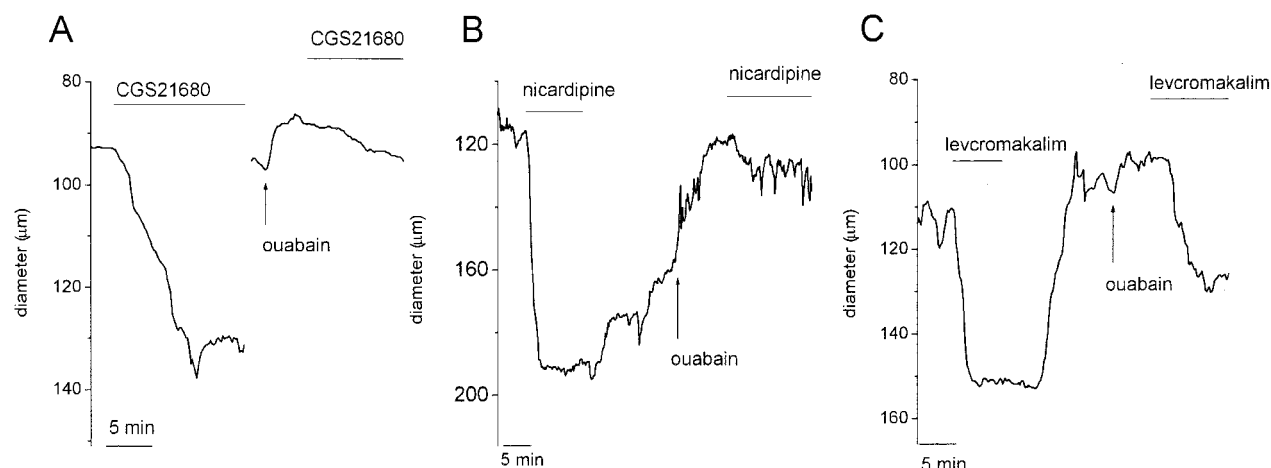 A
CGS21680
CGS21680
80
100
120
140
diameter (μm)
ouabain
5 min
B
nicardipine
nicardipine
120
160
200
diameter (μm)
ouabain
5 min
C
levcromakalim
levcromakalim
80
100
120
140
160
diameter (μm)
ouabain
5 min